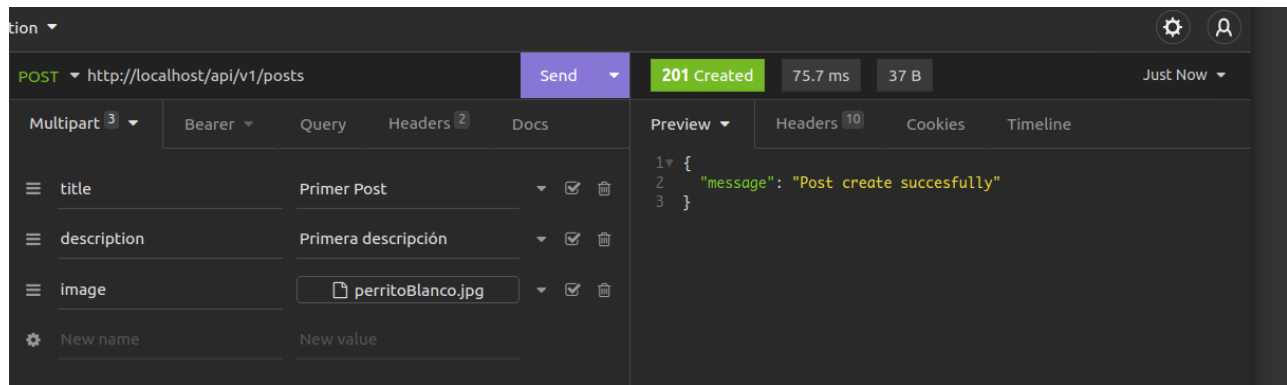 tion
POST http://localhost/api/v1/posts Send 201 Created 75.7 ms 37 B Just Now
Multipart 3 Bearer Query Headers 2 Docs Preview Headers 10 Cookies Timeline
title Primer Post
description Primera descripción
image perritoBlanco.jpg
New name New value
1 {
2 "message": "Post create succesfully"
3 }